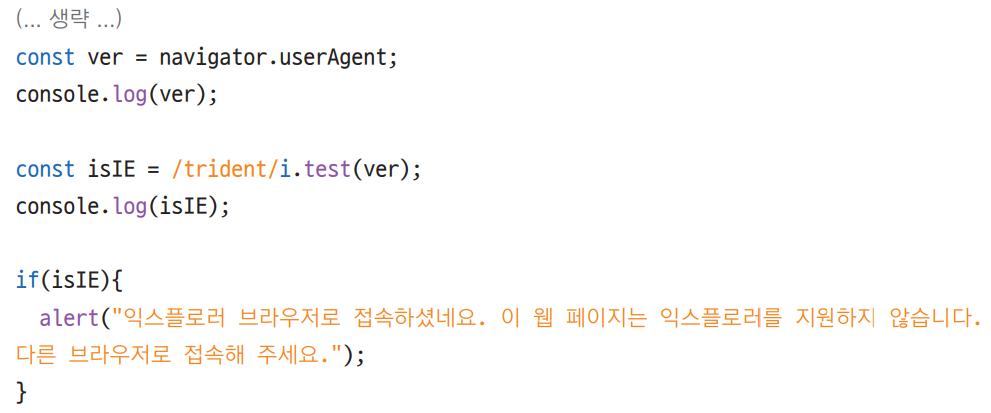 (... 생략 ...)
const ver = navigator.userAgent;
console.log(ver);
const isIE = /trident/i.test(ver);
console.log(isIE);
if(isIE){
alert("익스플로러 브라우저로 접속하셨네요. 이 웹 페이지는 익스플로러를 지원하지 않습니다.
다른 브라우저로 접속해 주세요.");
}